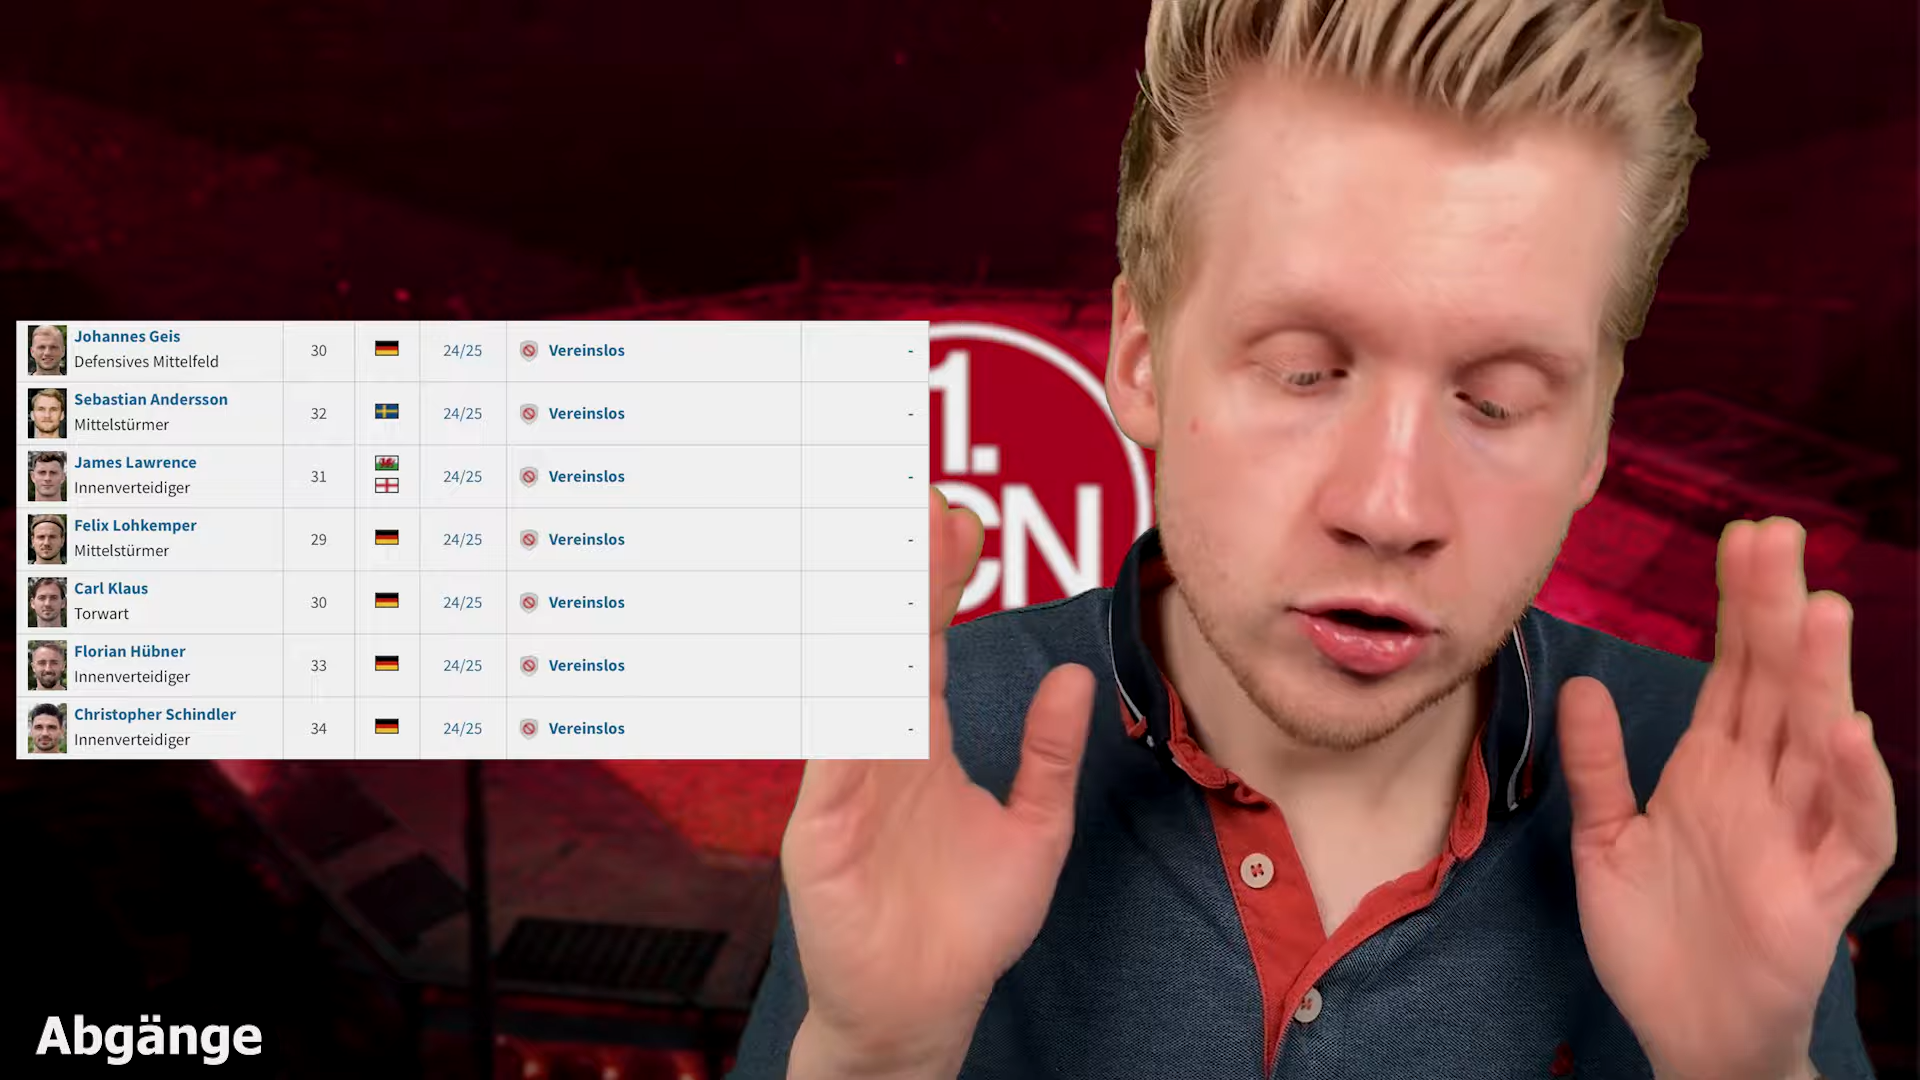 Johannes Geis
Defensives Mittelfeld
30
24/25
Vereinslos
-
Sebastian Andersson
Mittelstürmer
32
24/25
Vereinslos
-
James Lawrence
Innenverteidiger
31
24/25
Vereinslos
-
Felix Lohkemper
Mittelstürmer
29
24/25
Vereinslos
-
Carl Klaus
Torwart
30
24/25
Vereinslos
-
Florian Hübner
Innenverteidiger
33
24/25
Vereinslos
-
Christopher Schindler
Innenverteidiger
34
24/25
Vereinslos
-
1.
CN
Abgänge